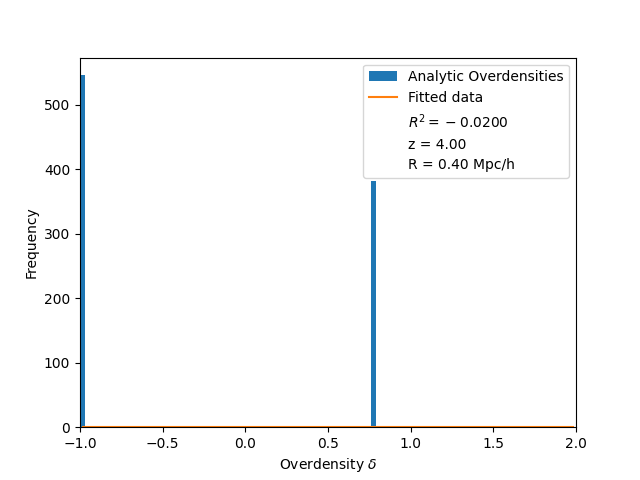 Analytic Overdensities
Fitted data
$R^2 = -0.0200$
z = 4.00
R = 0.40 Mpc/h
500
400
300
200
100
0
Frequency
−1.0 −0.5 0.0 0.5 1.0 1.5 2.0
Overdensity δ